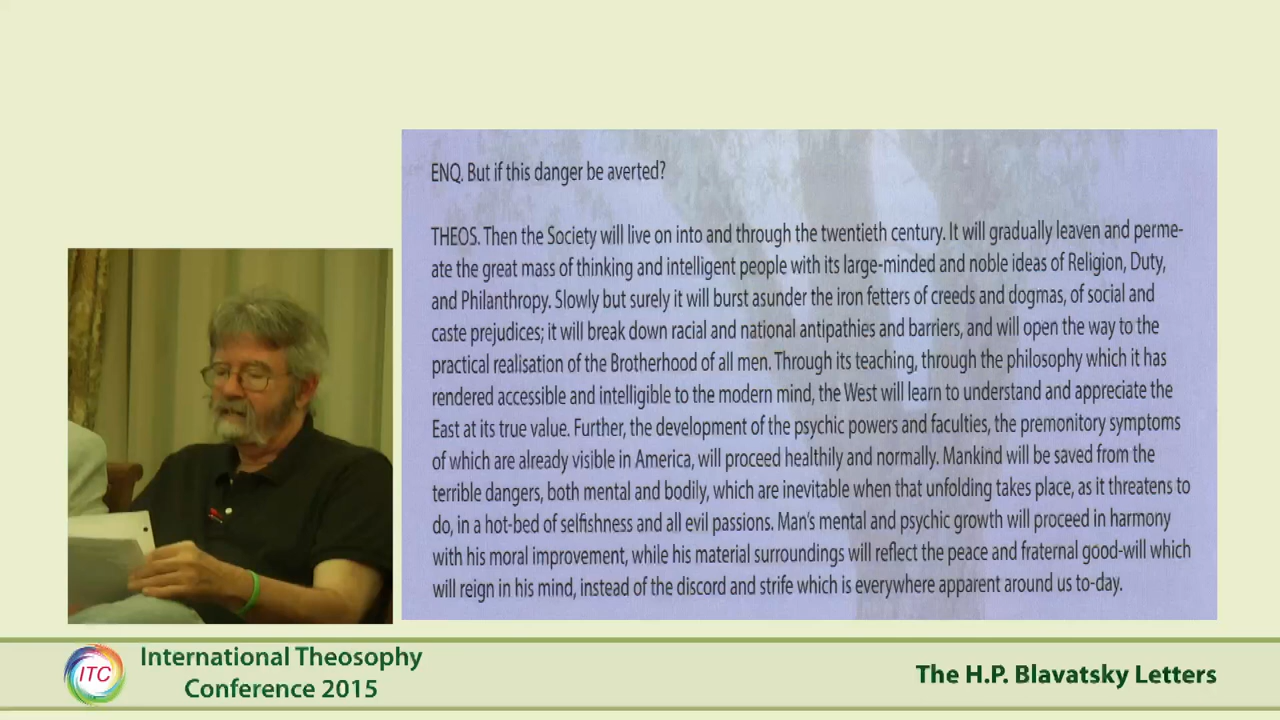 ENQ. But if this danger be averted?
THEOS. Then the Society will live on into and through the twentieth century. It will gradually leaven and perme-
ate the great mass of thinking and intelligent people with its large-minded and noble ideas of Religion, Duty,
and Philanthropy. Slowly but surely it will burst asunder the iron fetters of creeds and dogmas, of social and
caste prejudices; it will break down racial and national antipathies and barriers, and will open the way to the
practical realisation of the Brotherhood of all men. Through its teaching, through the philosophy which it has
rendered accessible and intelligible to the modern mind, the West will learn to understand and appreciate the
East at its true value. Further, the development of the psychic powers and faculties, the premonitory symptoms
of which are already visible in America, will proceed healthily and normally. Mankind will be saved from the
terrible dangers, both mental and bodily, which are inevitable when that unfolding takes place, as it threatens to
do, in a hot-bed of selfishness and all evil passions. Man's mental and psychic growth will proceed in harmony
with his moral improvement, while his material surroundings will reflect the peace and fraternal good-will which
will reign in his mind, instead of the discord and strife which is everywhere apparent around us to-day.
ITC
International Theosophy
Conference 2015
The H.P. Blavatsky Letters